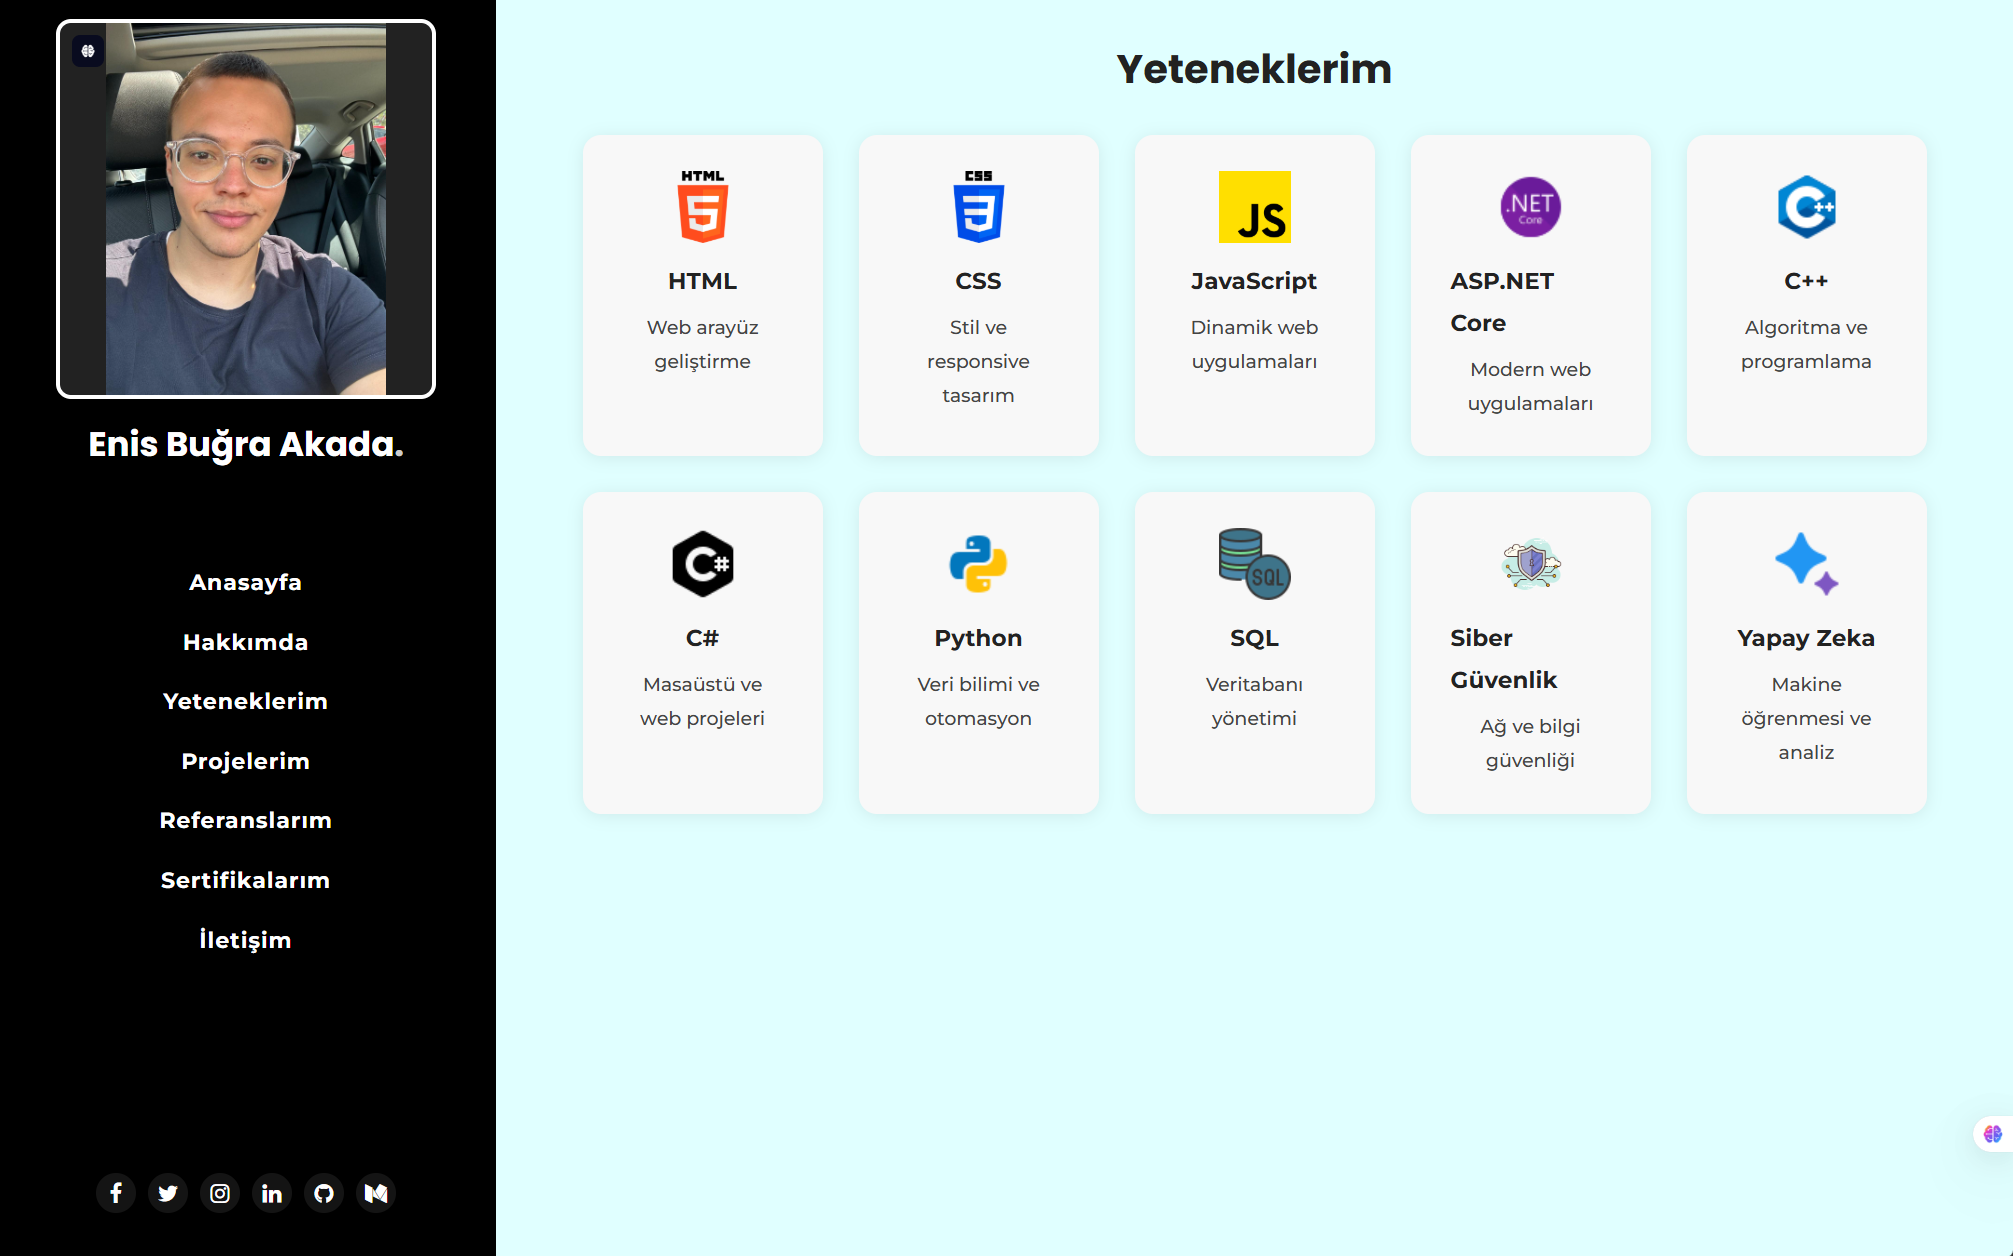 Enis Buğra Akada.
Anasayfa
Hakkımda
Yeteneklerim
Projelerim
Referanslarım
Sertifikalarım
İletişim
Yeteneklerim
HTML
HTML
Web arayüz
geliştirme
CSS
CSS
Stil ve
responsive
tasarım
JS
JavaScript
Dinamik web
uygulamaları
.NET
Core
ASP.NET
Core
Modern web
uygulamaları
C++
C++
Algoritma ve
programlama
C#
C#
Masaüstü ve
web projeleri
Python
Veri bilimi ve
otomasyon
SQL
SQL
Veritabanı
yönetimi
Siber
Güvenlik
Ağ ve bilgi
güvenliği
Yapay Zeka
Makine
öğrenmesi ve
analiz